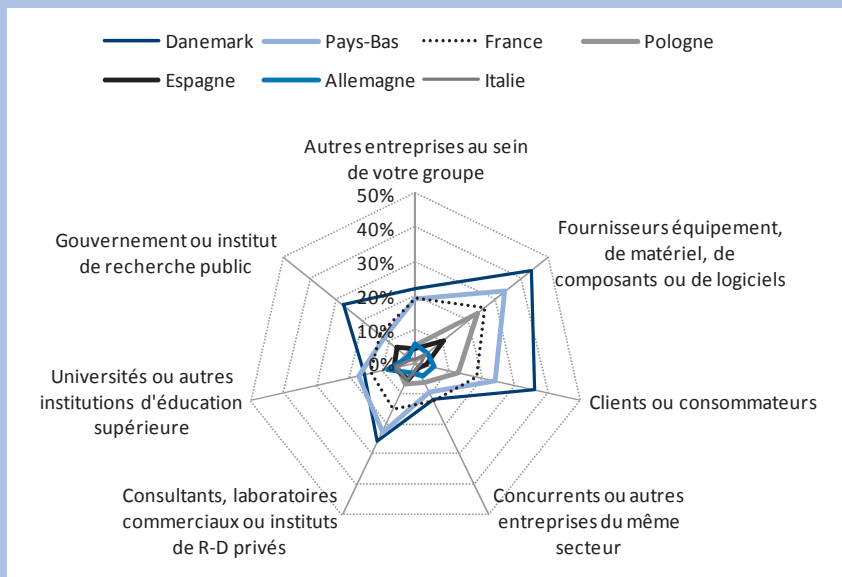 Danemark Pays-Bas France Pologne
Espagne Allemagne Italie
Autres entreprises au sein
de votre groupe
50%
40%
30%
20%
10%
0%
Fournisseurs équipement,
de matériel, de
composants ou de logiciels
Clients ou consommateurs
Concurrents ou autres
entreprises du même
secteur
Consultants, laboratoires
commerciaux ou instituts
de R-D privés
Universités ou autres
institutions d'éducation
supérieure
Gouvernement ou institut
de recherche public